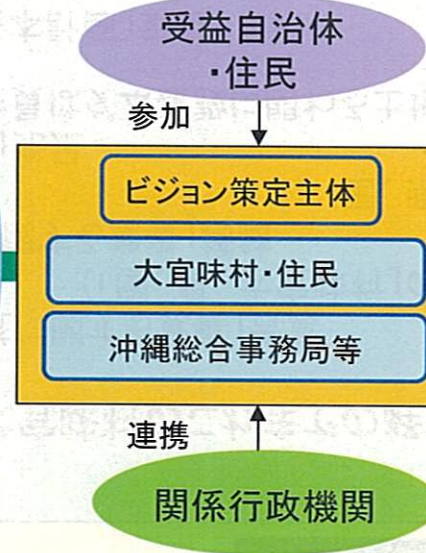 受益自治体
・住民
参加
ビジョン策定主体
大宜味村・住民
沖縄総合事務局等
連携
関係行政機関